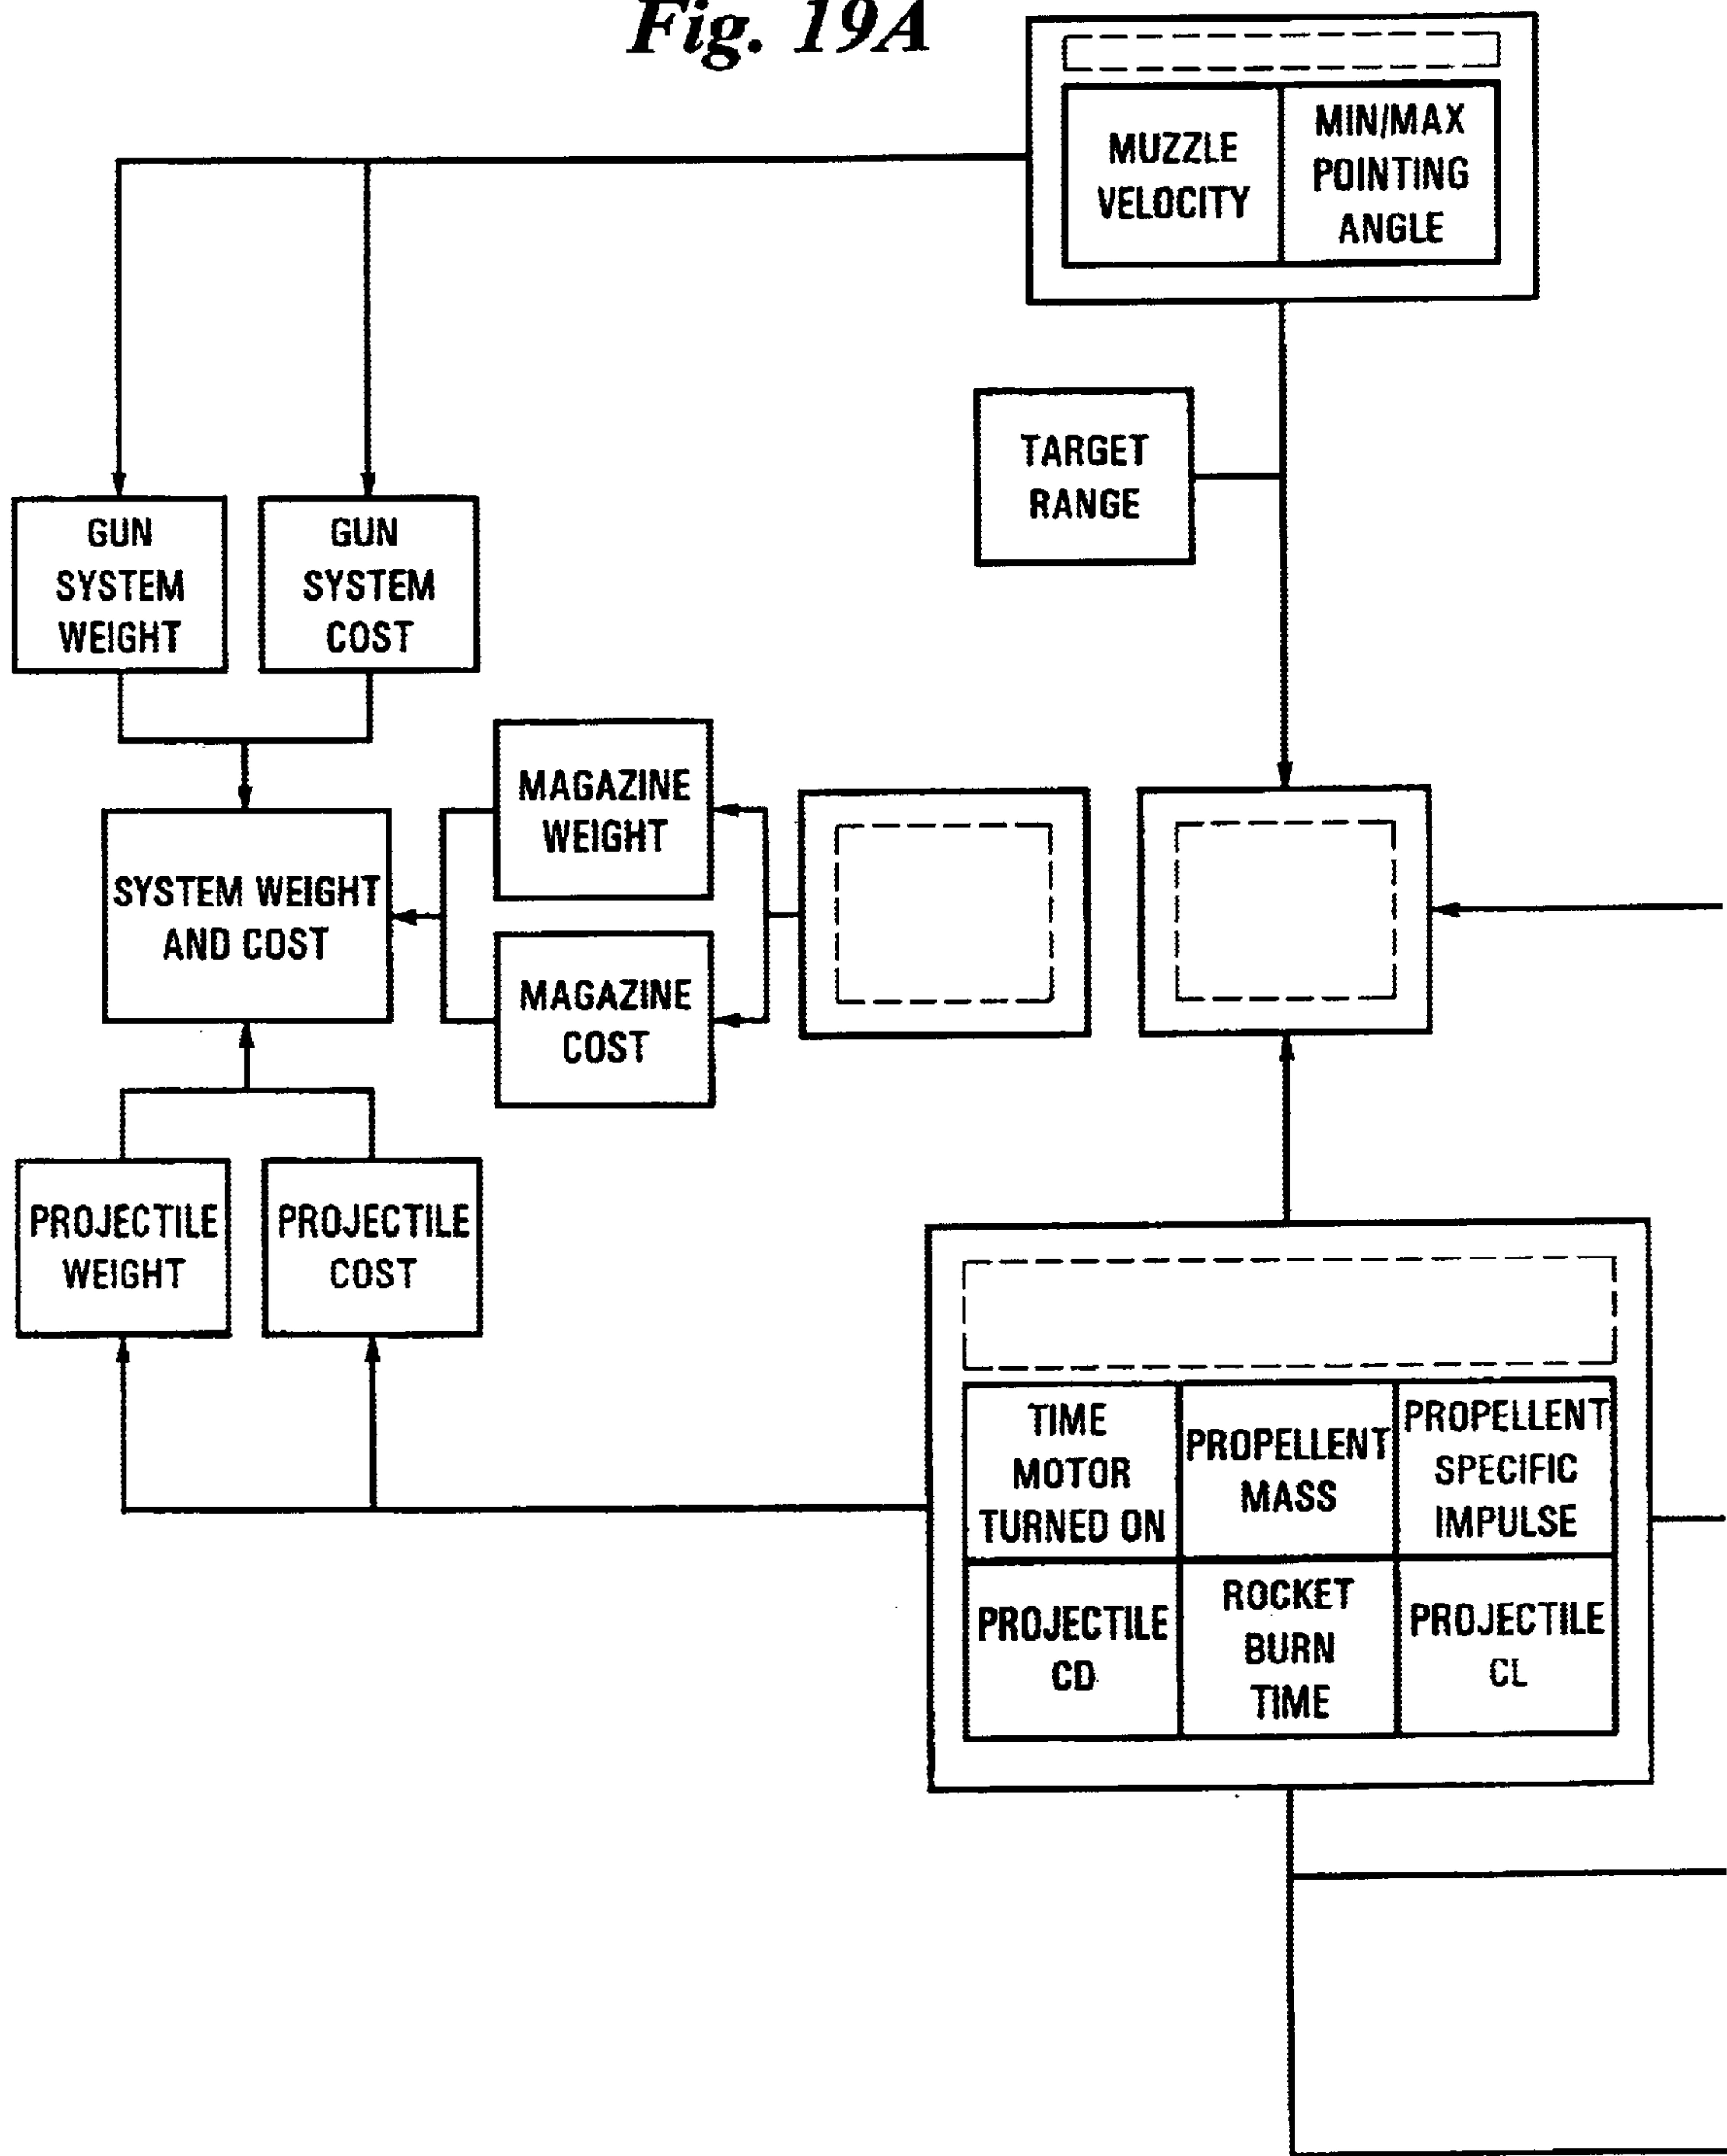 Fig. 19A
MUZZLE
VELOCITY
MIN/MAX
POINTING
ANGLE
TARGET
RANGE
GUN
SYSTEM
WEIGHT
GUN
SYSTEM
COST
MAGAZINE
WEIGHT
SYSTEM WEIGHT
AND COST
MAGAZINE
COST
PROJECTILE
WEIGHT
PROJECTILE
COST
TIME
MOTOR
TURNED ON
PROPELLENT
MASS
PROPELLENT
SPECIFIC
IMPULSE
PROJECTILE
CD
ROCKET
BURN
TIME
PROJECTILE
CL